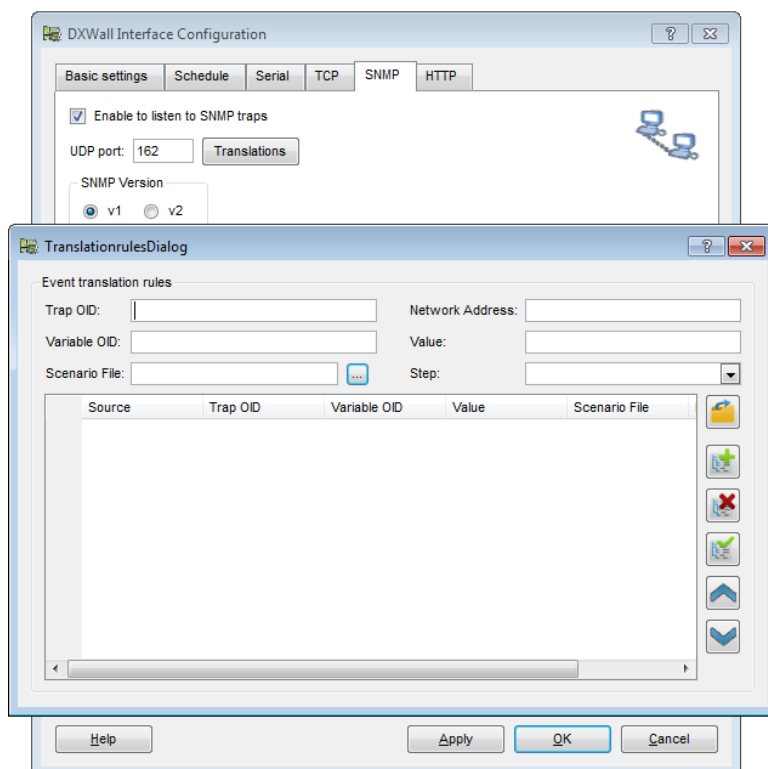 DXWall Interface Configuration
Basic settings Schedule Serial TCP SNMP HTTP
Enable to listen to SNMP traps
UDP port: 162 Translations
SNMP Version
v1 v2
TranslationrulesDialog
Event translation rules
Trap OID: Network Address:
Variable OID: Value:
Scenario File: ... Step:
Source Trap OID Variable OID Value Scenario File
Help Apply OK Cancel